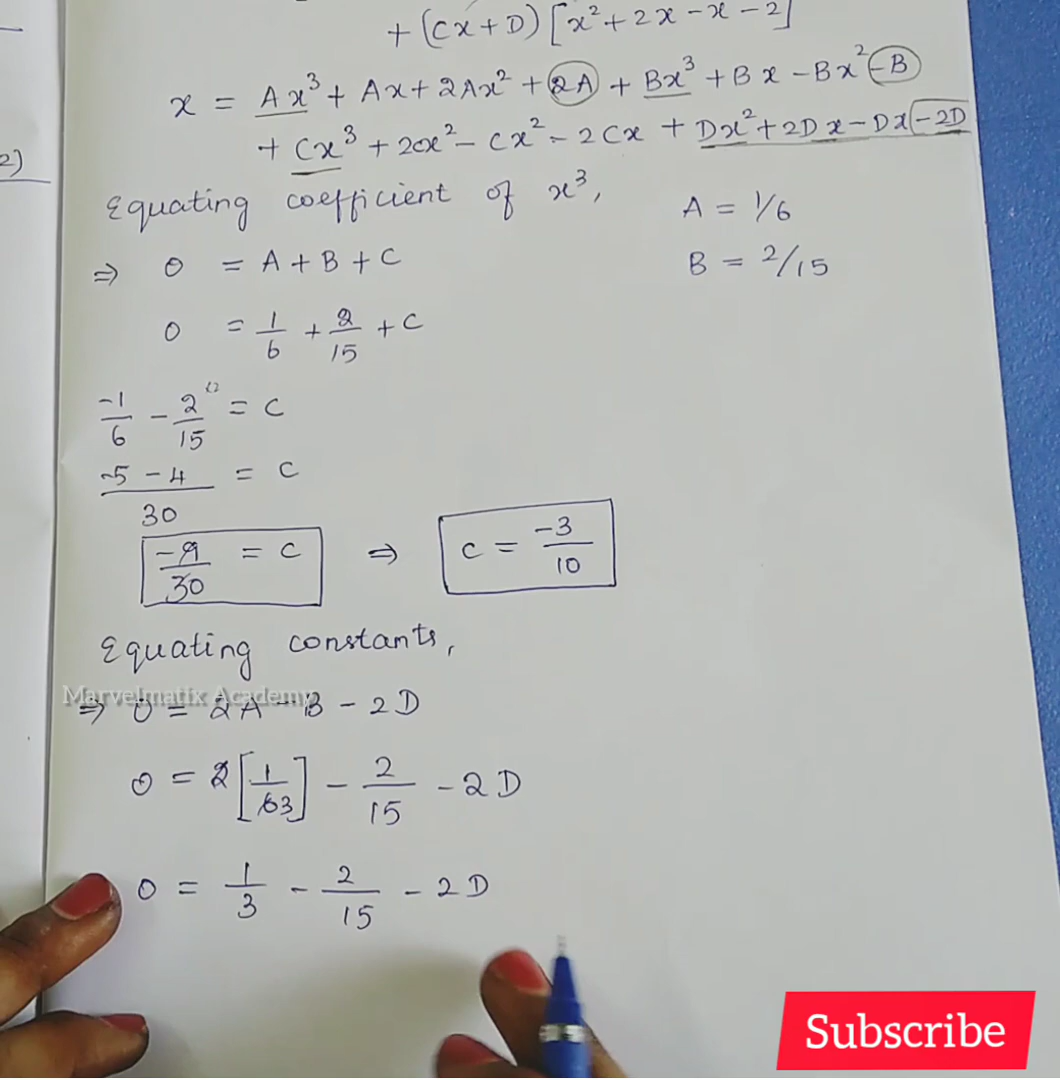 + (Cx + D) [x² + 2x - x - 2]
x = Ax³ + Ax + 2Ax² + 2A + Bx³ + Bx - Bx² - B
+ Cx³ + 2Cx² - Cx² - 2Cx + Dx² + 2Dx - Dx - 2D
2)
Equating coefficient of x³,
A = 1/6
⇒ 0 = A + B + C
B = 2/15
0 = 1/6 + 2/15 + C
-1/6 - 2/15 = C
-5 - 4 / 30 = C
-9/30 = C ⇒ C = -3/10
Equating constants,
Marvelmatix Academy
⇒ 0 = 2A - B - 2D
0 = 2[1/6 3] - 2/15 - 2D
0 = 1/3 - 2/15 - 2D
Subscribe